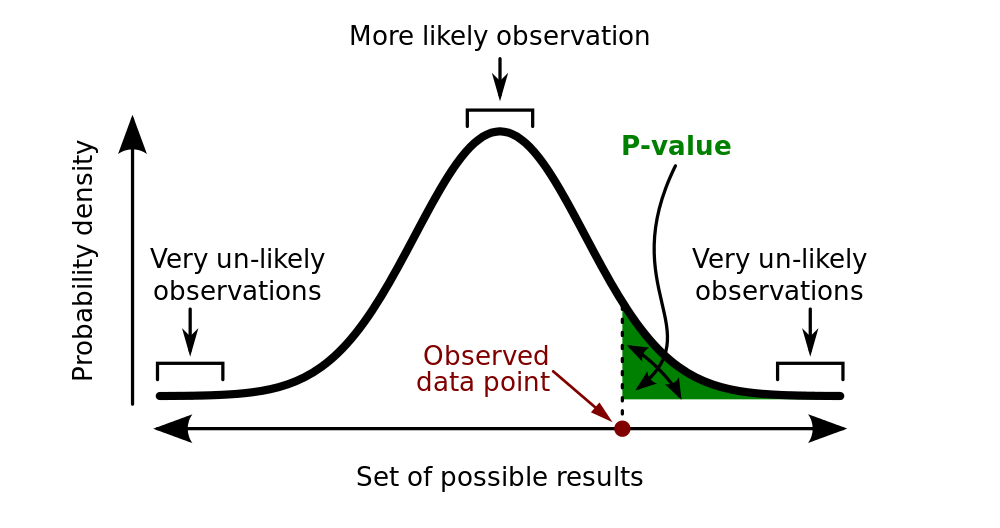 More likely observation
P-value
Probability density
Very un-likely
observations
Very un-likely
observations
Observed
data point
Set of possible results